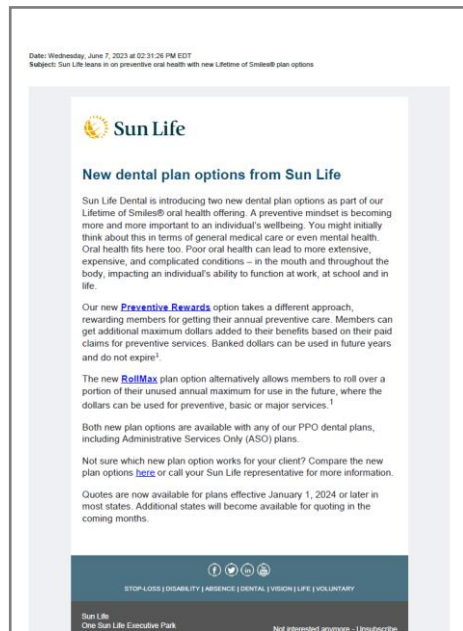 Date: Wednesday, June 7, 2023 at 02:31:26 PM EDT
Subject: Sun Life leans in on preventive oral health with new Lifetime of Smiles® plan options
Sun Life
New dental plan options from Sun Life
Sun Life Dental is introducing two new dental plan options as part of our
Lifetime of Smiles® oral health offering. A preventive mindset is becoming
more and more important to an individual's wellbeing. You might initially
think about this in terms of general medical care or even mental health.
Oral health fits here too. Poor oral health can lead to more extensive,
expensive, and complicated conditions – in the mouth and throughout the
body, impacting an individual's ability to function at work, at school and in
life.
Our new Preventive Rewards option takes a different approach,
rewarding members for getting their annual preventive care. Members can
get additional maximum dollars added to their benefits based on their paid
claims for preventive services. Banked dollars can be used in future years
and do not expire¹.
The new RollMax plan option alternatively allows members to roll over a
portion of their unused annual maximum for use in the future, where the
dollars can be used for preventive, basic or major services.¹
Both new plan options are available with any of our PPO dental plans,
including Administrative Services Only (ASO) plans.
Not sure which new plan option works for your client? Compare the new
plan options here or call your Sun Life representative for more information.
Quotes are now available for plans effective January 1, 2024 or later in
most states. Additional states will become available for quoting in the
coming months.
STOP-LOSS | DISABILITY | ABSENCE | DENTAL | VISION | LIFE | VOLUNTARY
Sun Life
One Sun Life Executive Park
Not interested anymore - Unsubscribe